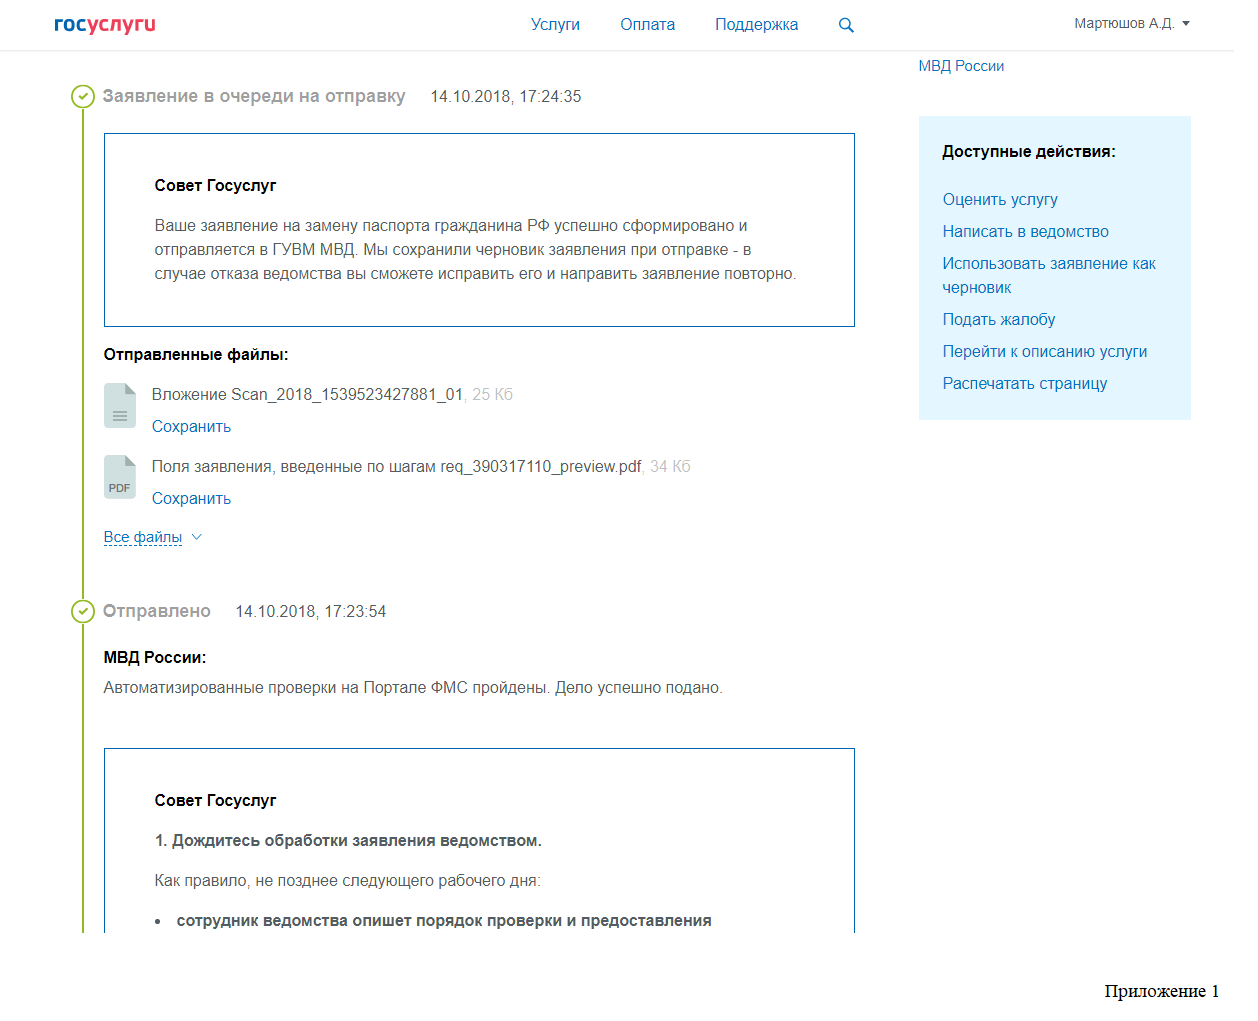 госуслуги
Услуги
Оплата
Поддержка
Мартюшов А.Д.
МВД России
Заявление в очереди на отправку
14.10.2018, 17:24:35
Совет Госуслуг
Ваше заявление на замену паспорта гражданина РФ успешно сформировано и
отправляется в ГУВМ МВД. Мы сохранили черновик заявления при отправке - в
случае отказа ведомства вы сможете исправить его и направить заявление повторно.
Отправленные файлы:
Вложение Scan_2018_1539523427881_01, 25 Кб
Сохранить
PDF
Поля заявления, введенные по шагам req_390317110_preview.pdf, 34 Кб
Сохранить
Все файлы
Отправлено
14.10.2018, 17:23:54
МВД России:
Автоматизированные проверки на Портале ФМС пройдены. Дело успешно подано.
Совет Госуслуг
1. Дождитесь обработки заявления ведомством.
Как правило, не позднее следующего рабочего дня:
• сотрудник ведомства опишет порядок проверки и предоставления
Доступные действия:
Оценить услугу
Написать в ведомство
Использовать заявление как
черновик
Подать жалобу
Перейти к описанию услуги
Распечатать страницу
Приложение 1